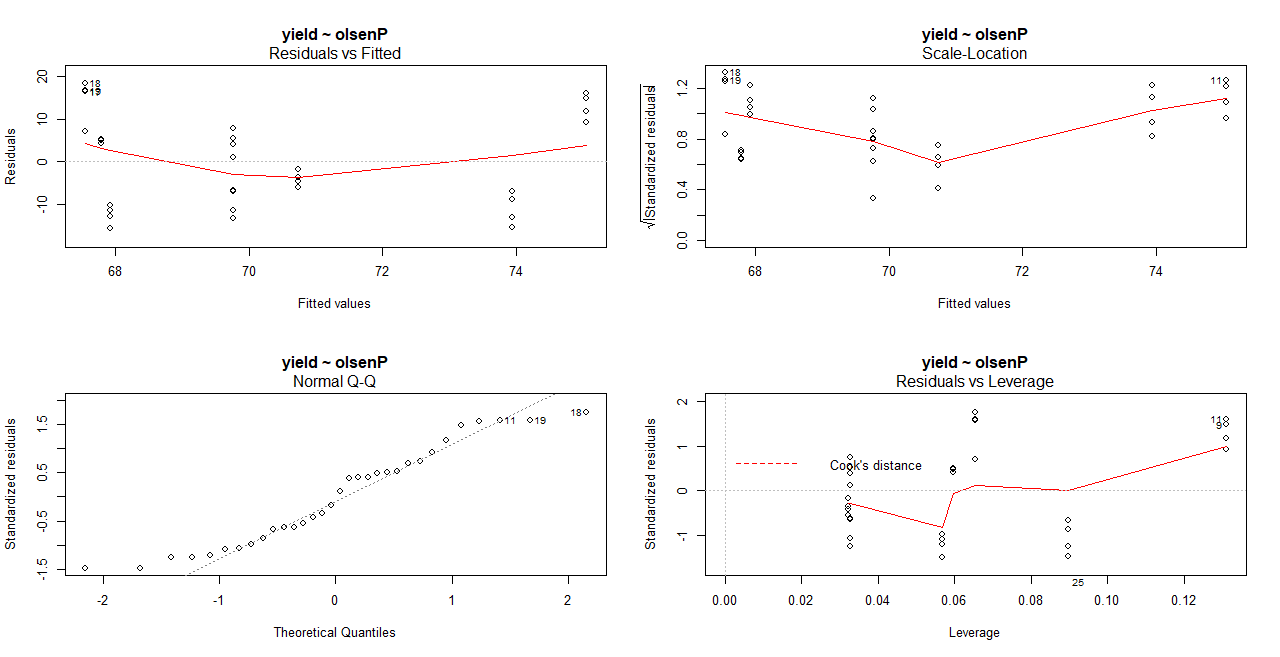 yield ~ olsenP
Residuals vs Fitted
20
10
0
-10
Residuals
18
19
68
70
72
74
Fitted values
yield ~ olsenP
Scale-Location
1.2
0.8
0.4
0.0
√|Standardized residuals|
18
19
11
68
70
72
74
Fitted values
yield ~ olsenP
Normal Q-Q
1.5
0.5
-0.5
-1.5
Standardized residuals
11
19
18
-2
-1
0
1
2
Theoretical Quantiles
yield ~ olsenP
Residuals vs Leverage
2
1
0
-1
Standardized residuals
Cook's distance
11
9
25
0.00
0.02
0.04
0.06
0.08
0.10
0.12
Leverage